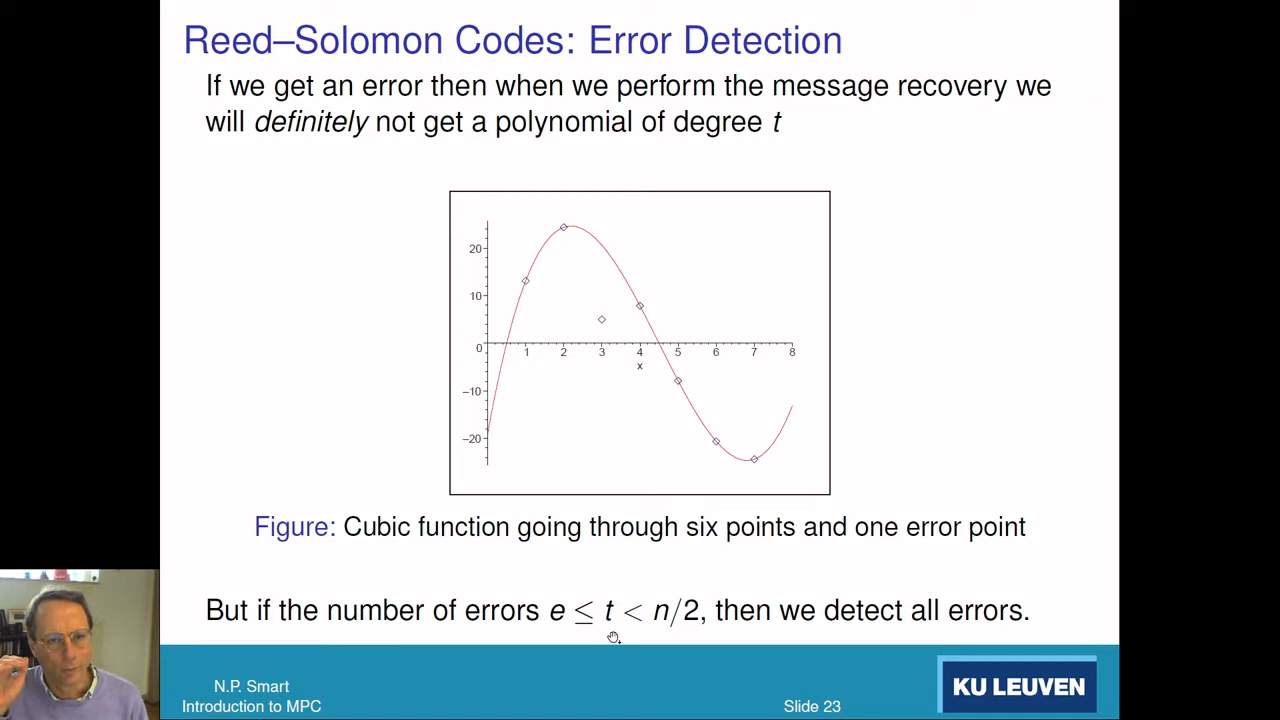 Reed–Solomon Codes: Error Detection
If we get an error then when we perform the message recovery we
will definitely not get a polynomial of degree t
20
10
0
1 2 3 4 5 6 7 8
x
–10
–20
Figure: Cubic function going through six points and one error point
But if the number of errors e ≤ t < n/2, then we detect all errors.
N.P. Smart
Introduction to MPC
Slide 23
KU LEUVEN